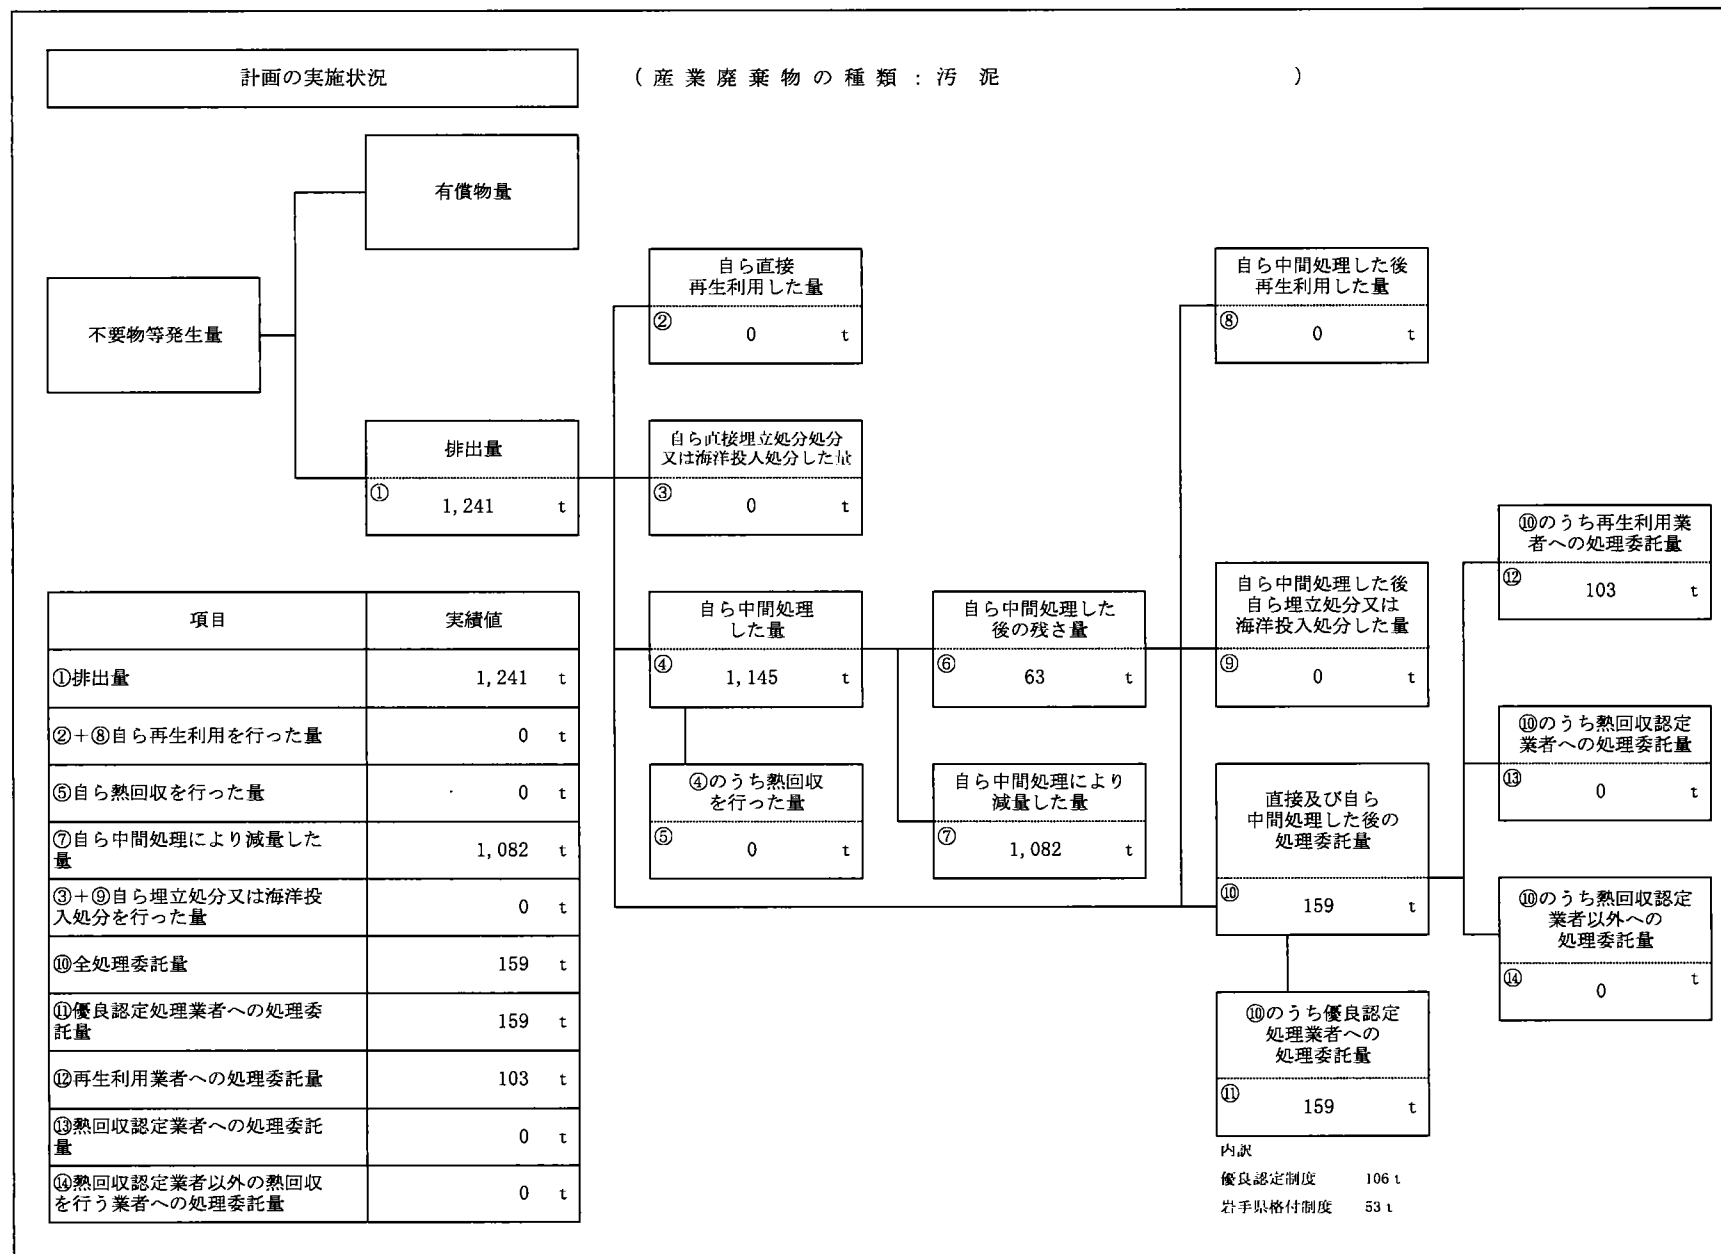 計画の実施状況
(産業廃棄物の種類:汚泥 )
有償物量
不要物等発生量
排出量
① 1,241 t
自ら直接
再生利用した量
② 0 t
自ら直接埋立処分処分
又は海洋投入処分した量
③ 0 t
自ら中間処理
した量
④ 1,145 t
④のうち熱回収
を行った量
⑤ 0 t
自ら中間処理した
後の残さ量
⑥ 63 t
自ら中間処理により
減量した量
⑦ 1,082 t
自ら中間処理した後
再生利用した量
⑧ 0 t
自ら中間処理した後
自ら埋立処分又は
海洋投入処分した量
⑨ 0 t
直接及び自ら
中間処理した後の
処理委託量
⑩ 159 t
⑩のうち優良認定
処理業者への
処理委託量
⑪ 159 t
内訳
優良認定制度 106 t
岩手県格付制度 53 t
⑩のうち再生利用業
者への処理委託量
⑫ 103 t
⑩のうち熱回収認定
業者への処理委託量
⑬ 0 t
⑩のうち熱回収認定
業者以外への
処理委託量
⑭ 0 t
項目 実績値
①排出量 1,241 t
②+⑧自ら再生利用を行った量 0 t
⑤自ら熱回収を行った量 0 t
⑦自ら中間処理により減量した
量 1,082 t
③+⑨自ら埋立処分又は海洋投
入処分を行った量 0 t
⑩全処理委託量 159 t
⑪優良認定処理業者への処理委
託量 159 t
⑫再生利用業者への処理委託量 103 t
⑬熱回収認定業者への処理委託
量 0 t
⑭熱回収認定業者以外の熱回収
を行う業者への処理委託量 0 t